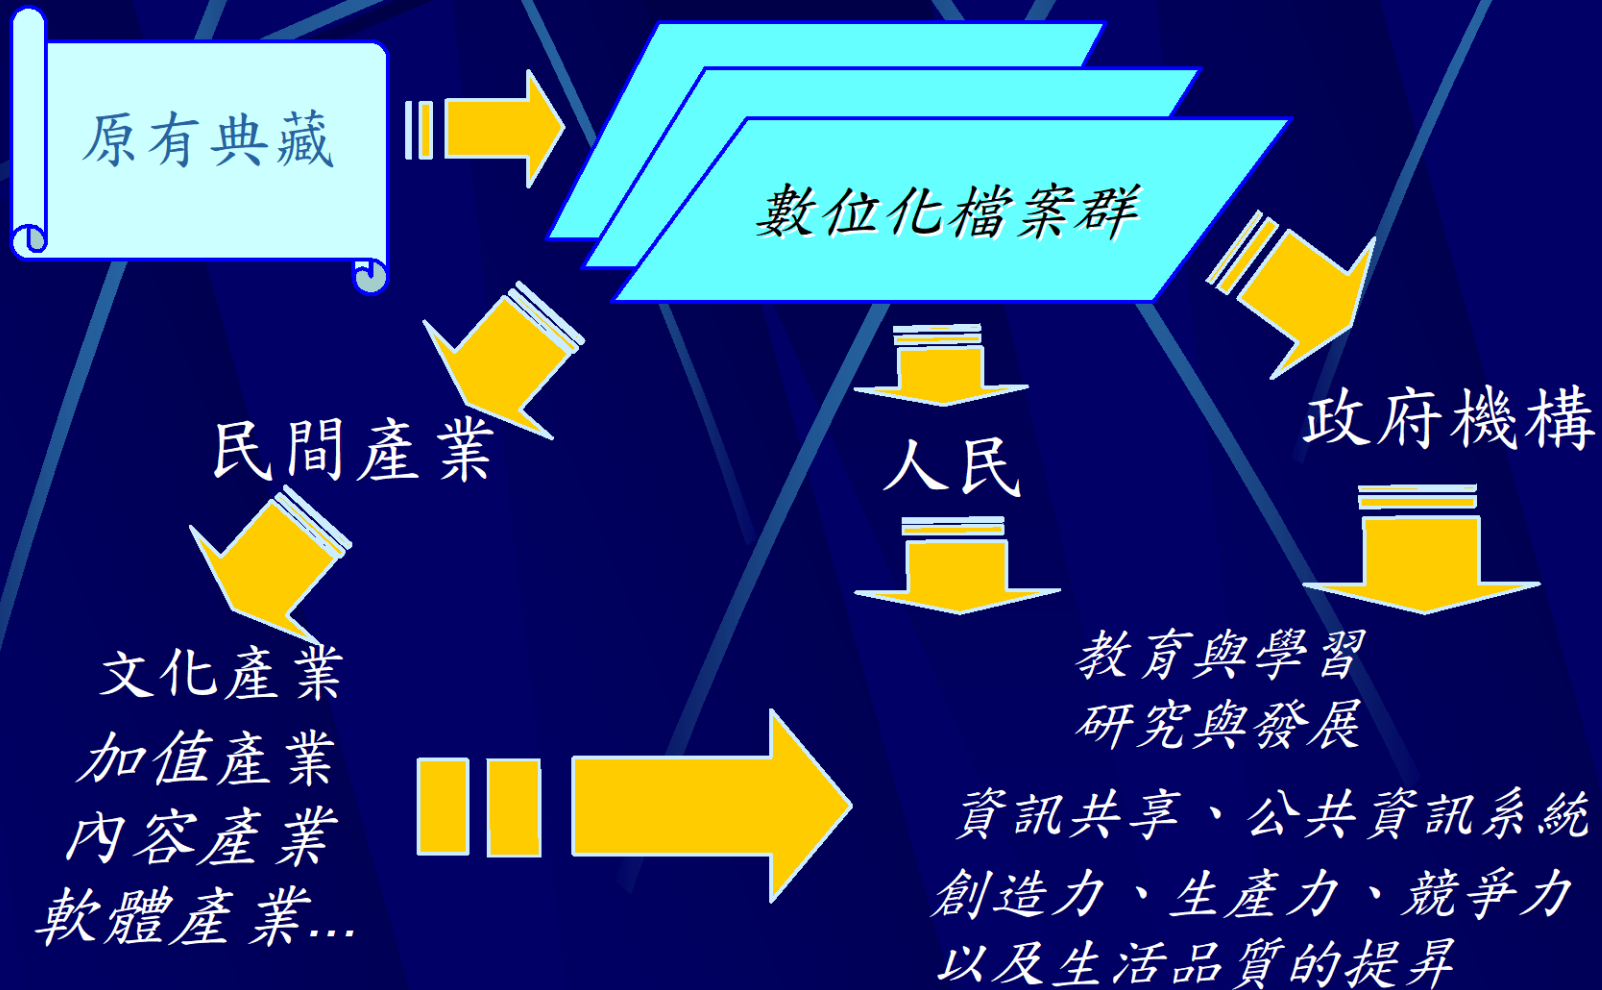 原有典藏
數位化檔案群
民間產業
人民
政府機構
文化產業
加值產業
內容產業
軟體產業...
教育與學習
研究與發展
資訊共享、公共資訊系統
創造力、生產力、競爭力
以及生活品質的提昇